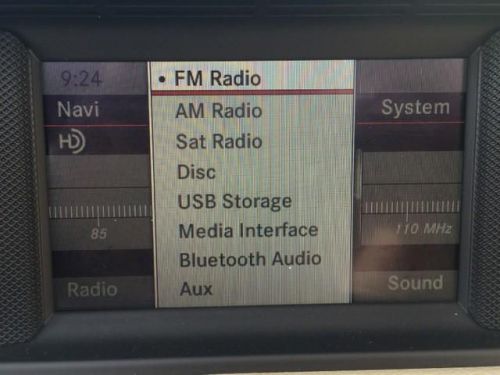 9:24
FM Radio
Navi
AM Radio
System
HD
Sat Radio
Disc
USB Storage
Media Interface
85
110 MHz
Bluetooth Audio
Radio
Aux
Sound